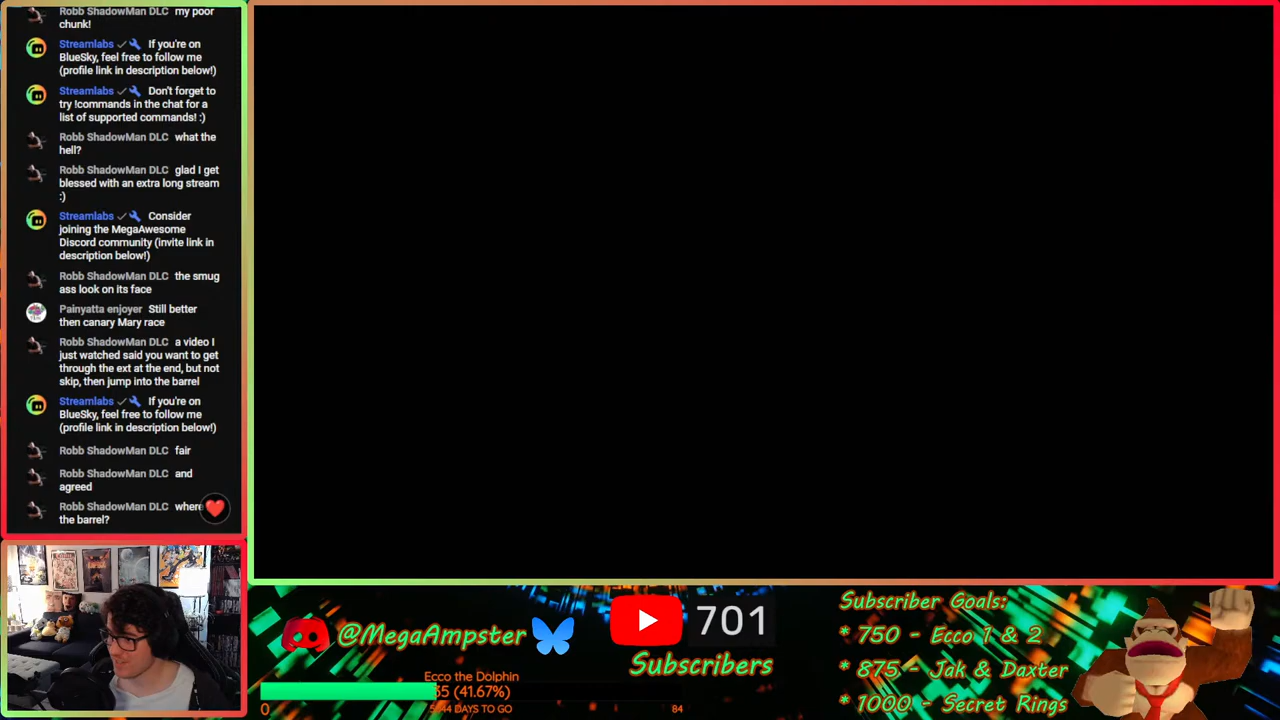 Robb ShadowMan DLC my poor
chunk!
Streamlabs If you're on
BlueSky, feel free to follow me
(profile link in description below!)
Streamlabs Don't forget to
try !commands in the chat for a
list of supported commands! :)
Robb ShadowMan DLC what the
hell?
Robb ShadowMan DLC glad I get
blessed with an extra long stream
:)
Streamlabs Consider
joining the MegaAwesome
Discord community (invite link in
description below!)
Robb ShadowMan DLC the smug
ass look on its face
Painyatta enjoyer Still better
then canary Mary race
Robb ShadowMan DLC a video I
just watched said you want to get
through the ext at the end, but not
skip, then jump into the barrel
Streamlabs If you're on
BlueSky, feel free to follow me
(profile link in description below!)
Robb ShadowMan DLC fair
Robb ShadowMan DLC and
agreed
Robb ShadowMan DLC where
the barrel?
@MegaAmpster
701
Subscribers
Ecco the Dolphin
35 (41.67%)
DAYS TO GO
0
84
Subscriber Goals:
* 750 - Ecco 1 & 2
* 875 - Jak & Daxter
* 1000 - Secret Rings